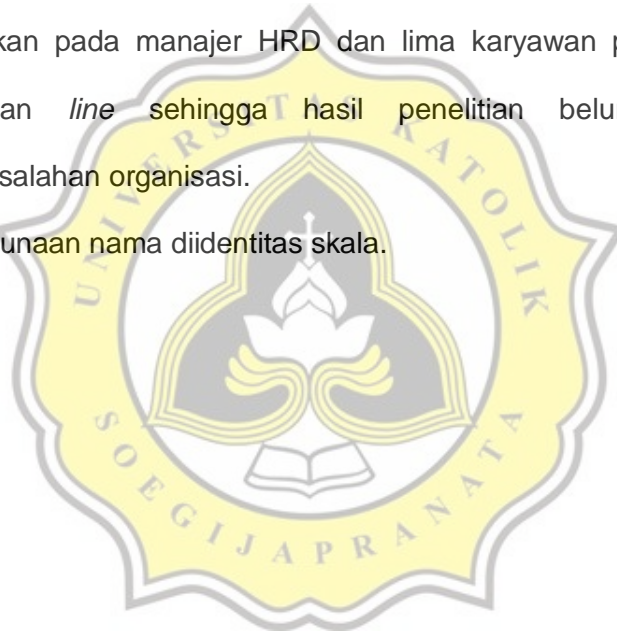 kan pada manajer HRD dan lima karyawan p
an line sehingga hasil penelitian belu
salahan organisasi.
unaan nama diidentitas skala.
UNIVERSITAS KATOLIK
SOEGIJAPRANATA